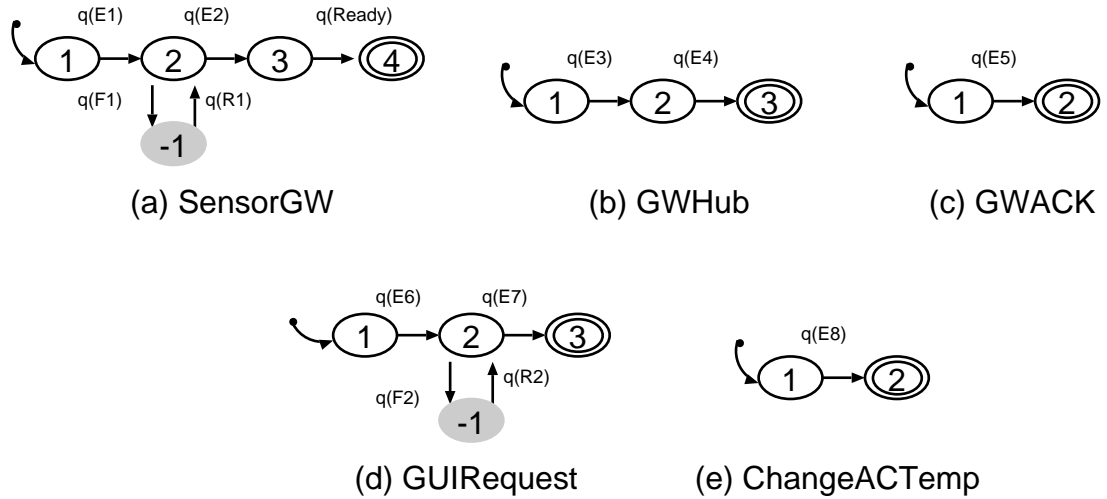 q(E1) q(E2) q(Ready)
1 2 3 4
q(F1) q(R1)
-1
(a) SensorGW
q(E3) q(E4)
1 2 3
(b) GWHub
q(E5)
1 2
(c) GWACK
q(E6) q(E7)
1 2 3
q(F2) q(R2)
-1
(d) GUIRequest
q(E8)
1 2
(e) ChangeACTemp